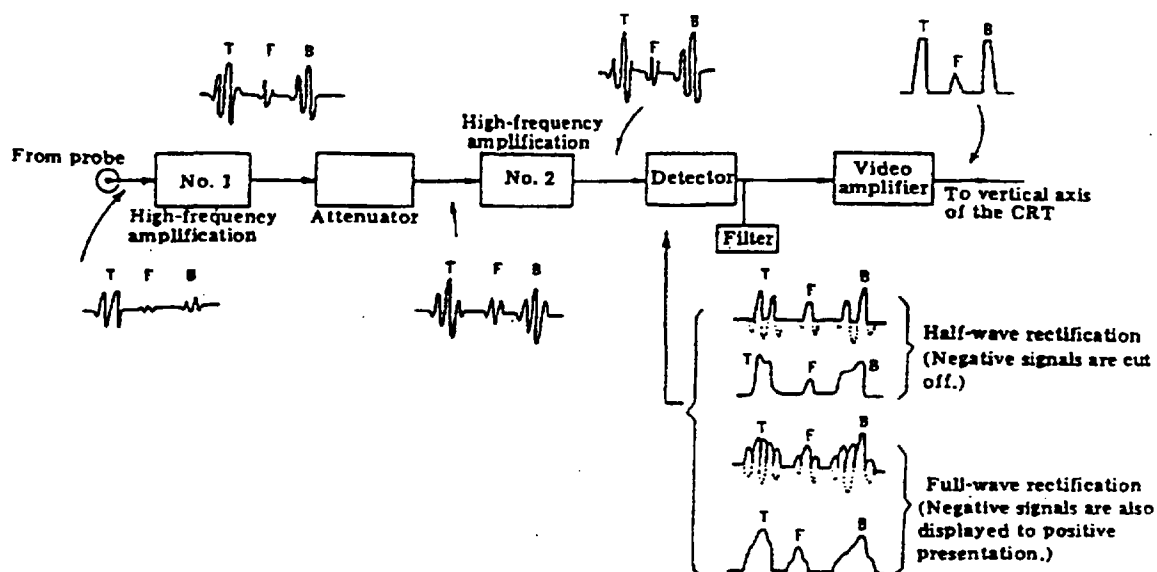 T F B
T F B
T F B
High-frequency
amplification
From probe
No. 1
Attenuator
No. 2
Detector
Video
amplifier
High-frequency
amplification
To vertical axis
of the CRT
Filter
T F B
T F B
T F B
Half-wave rectification
(Negative signals are cut
off.)
T F B
T F B
Full-wave rectification
(Negative signals are also
displayed to positive
presentation.)
T F B